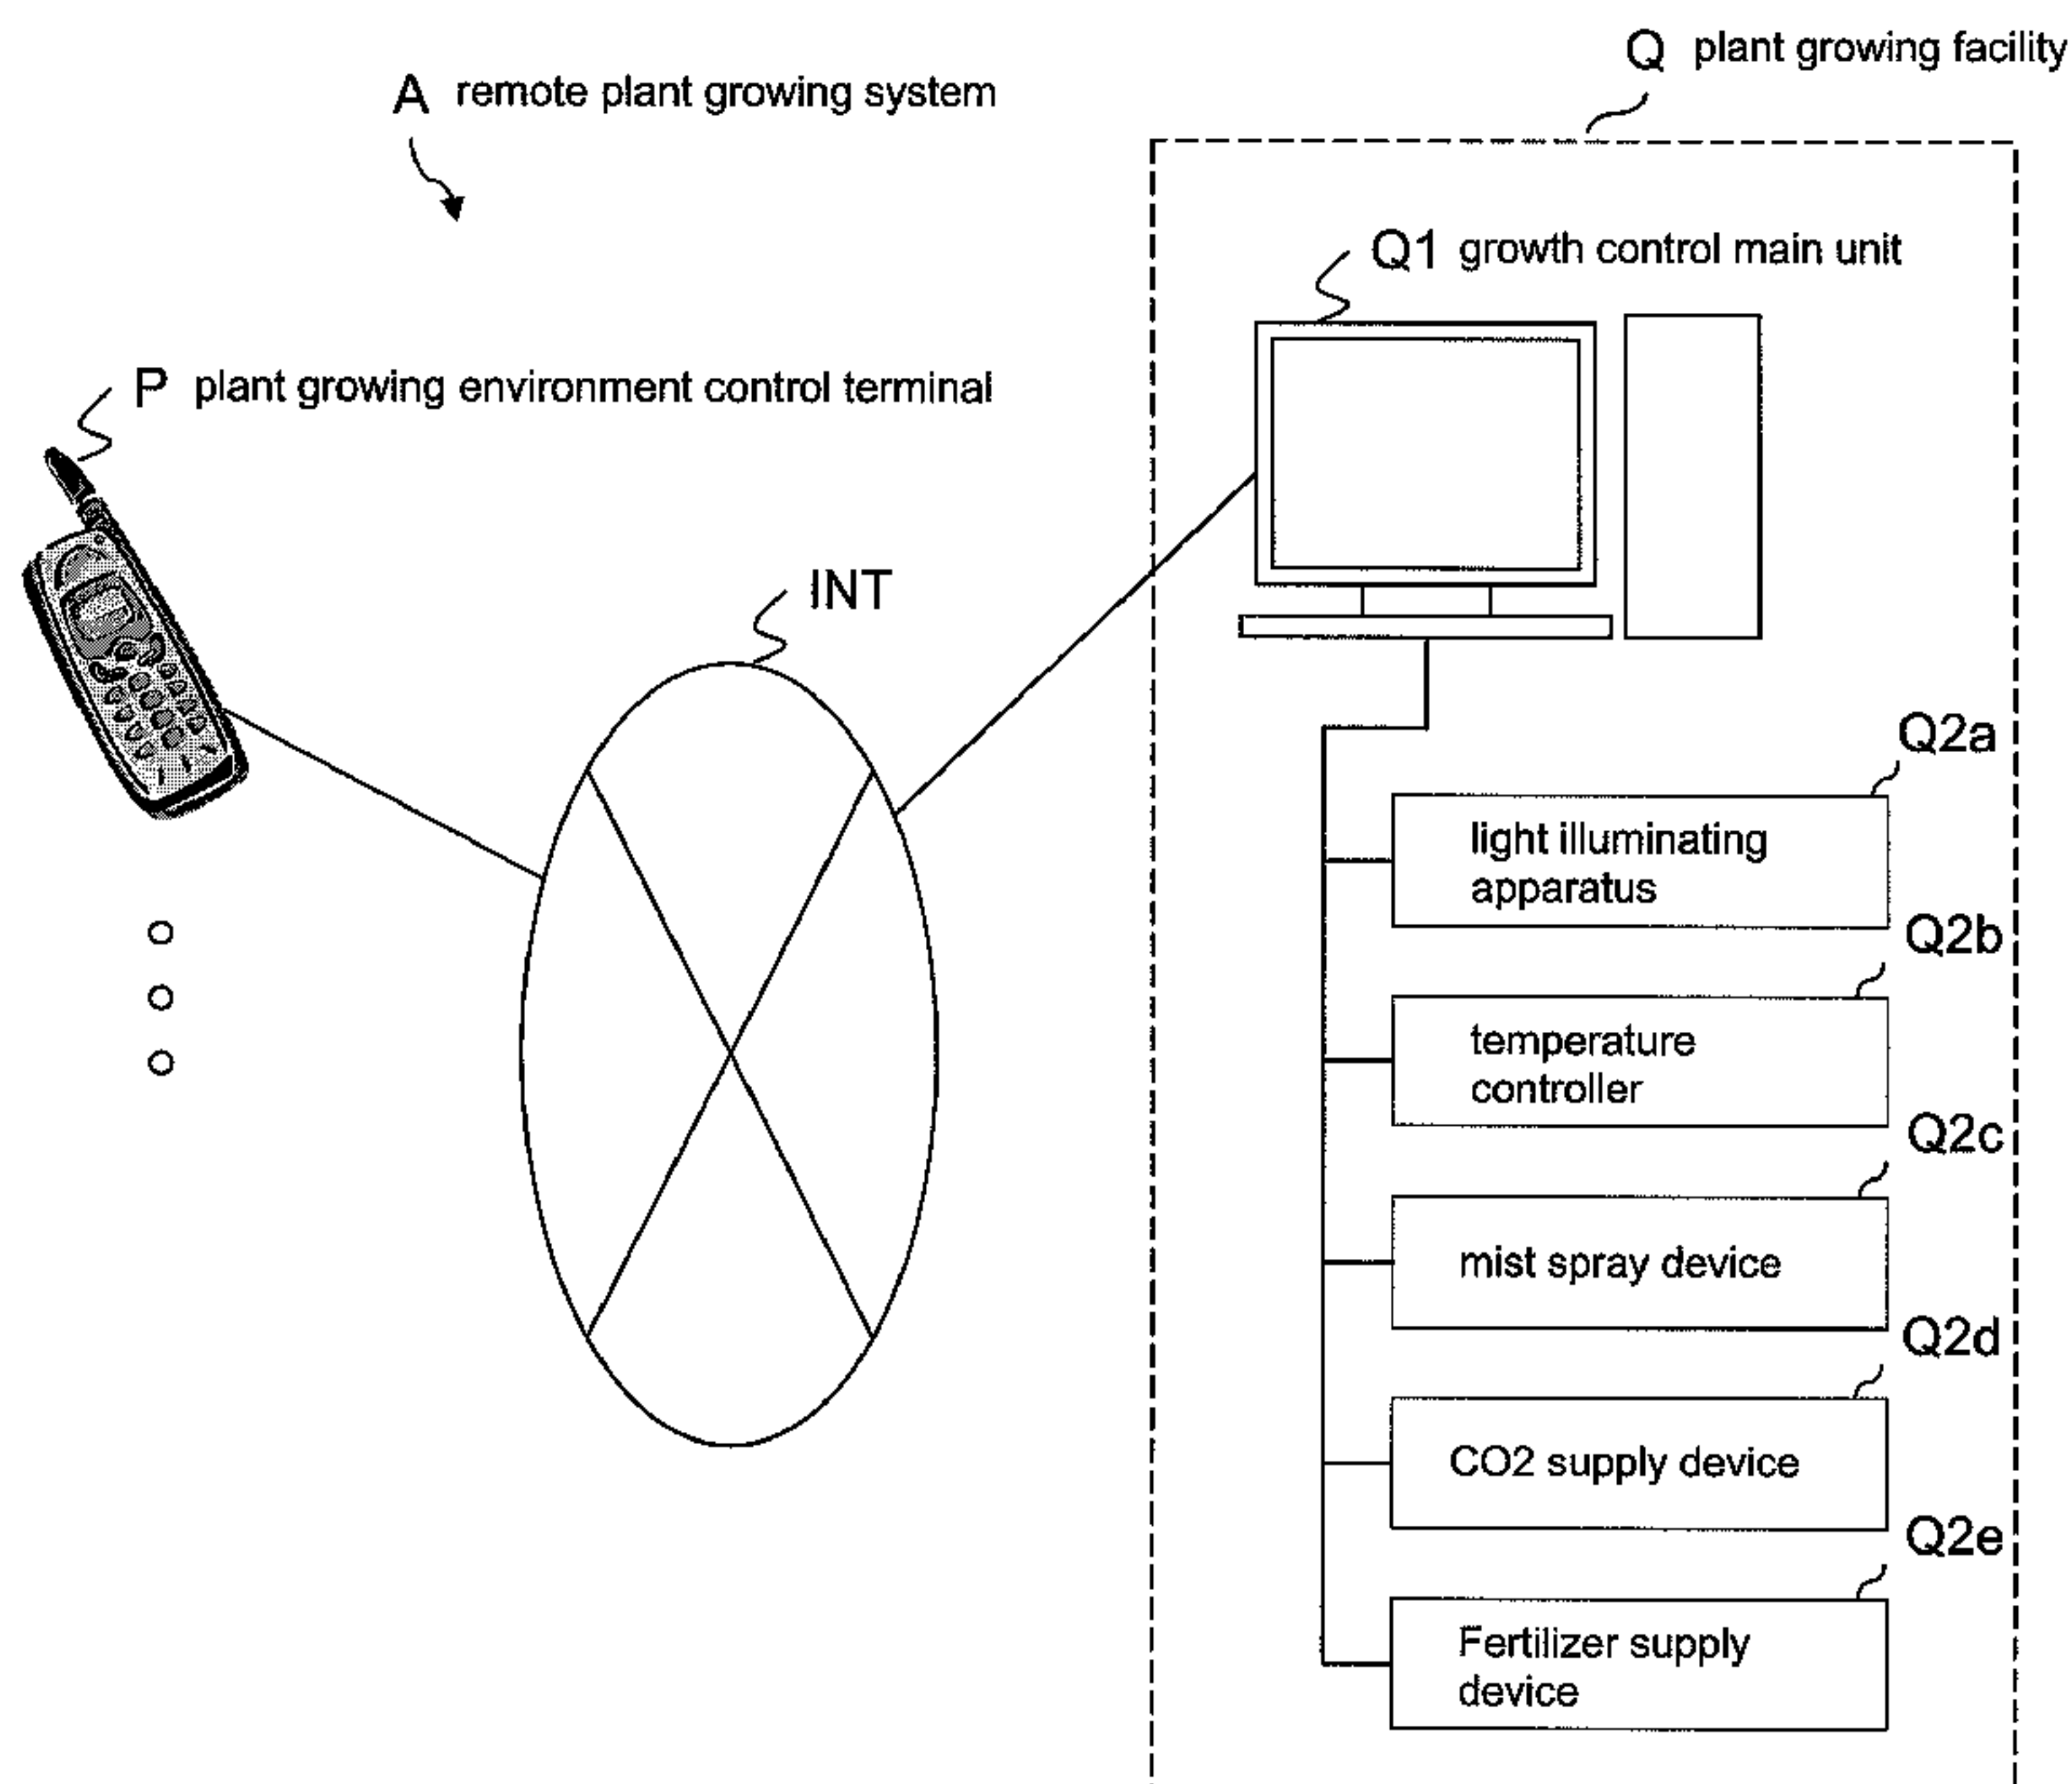 Q plant growing facility
A remote plant growing system
Q1 growth control main unit
P plant growing environment control terminal
INT
Q2a
light illuminating
apparatus
Q2b
temperature
controller
Q2c
mist spray device
Q2d
CO2 supply device
Q2e
Fertilizer supply
device